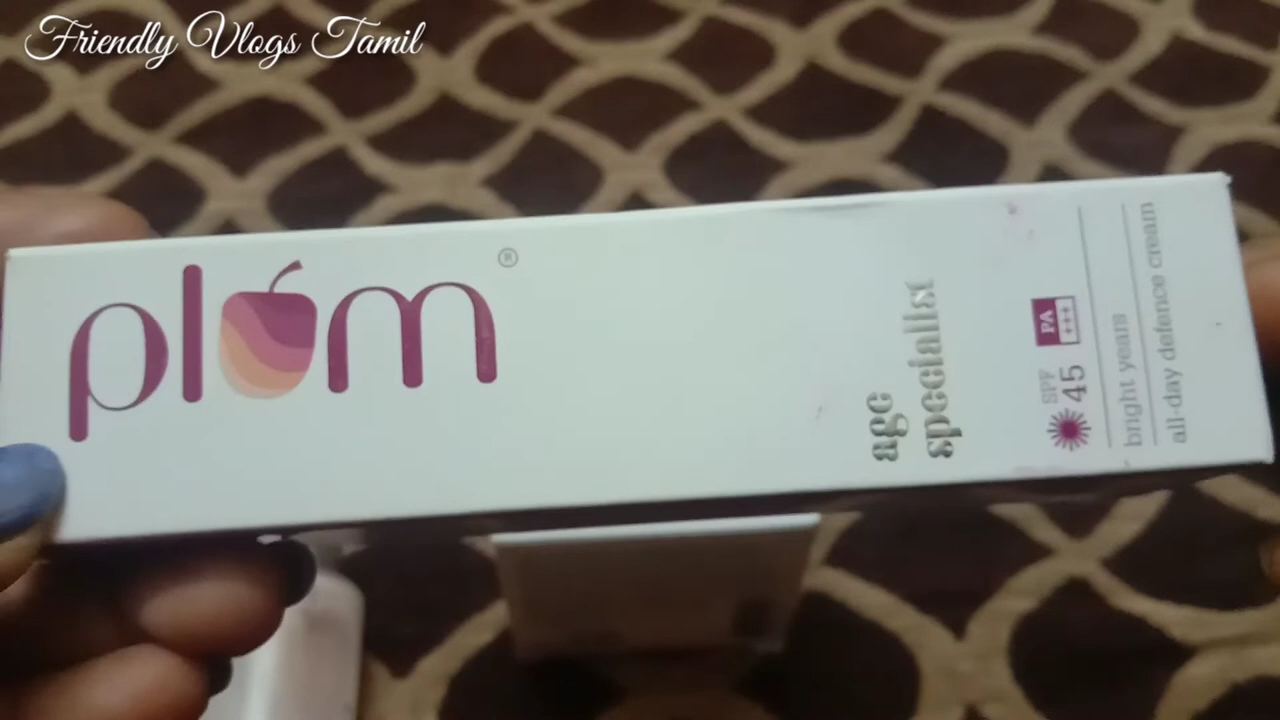 Friendly Vlogs Tamil
plum®
age
specialist
SPF
45
PA
+++
bright years
all-day defence cream